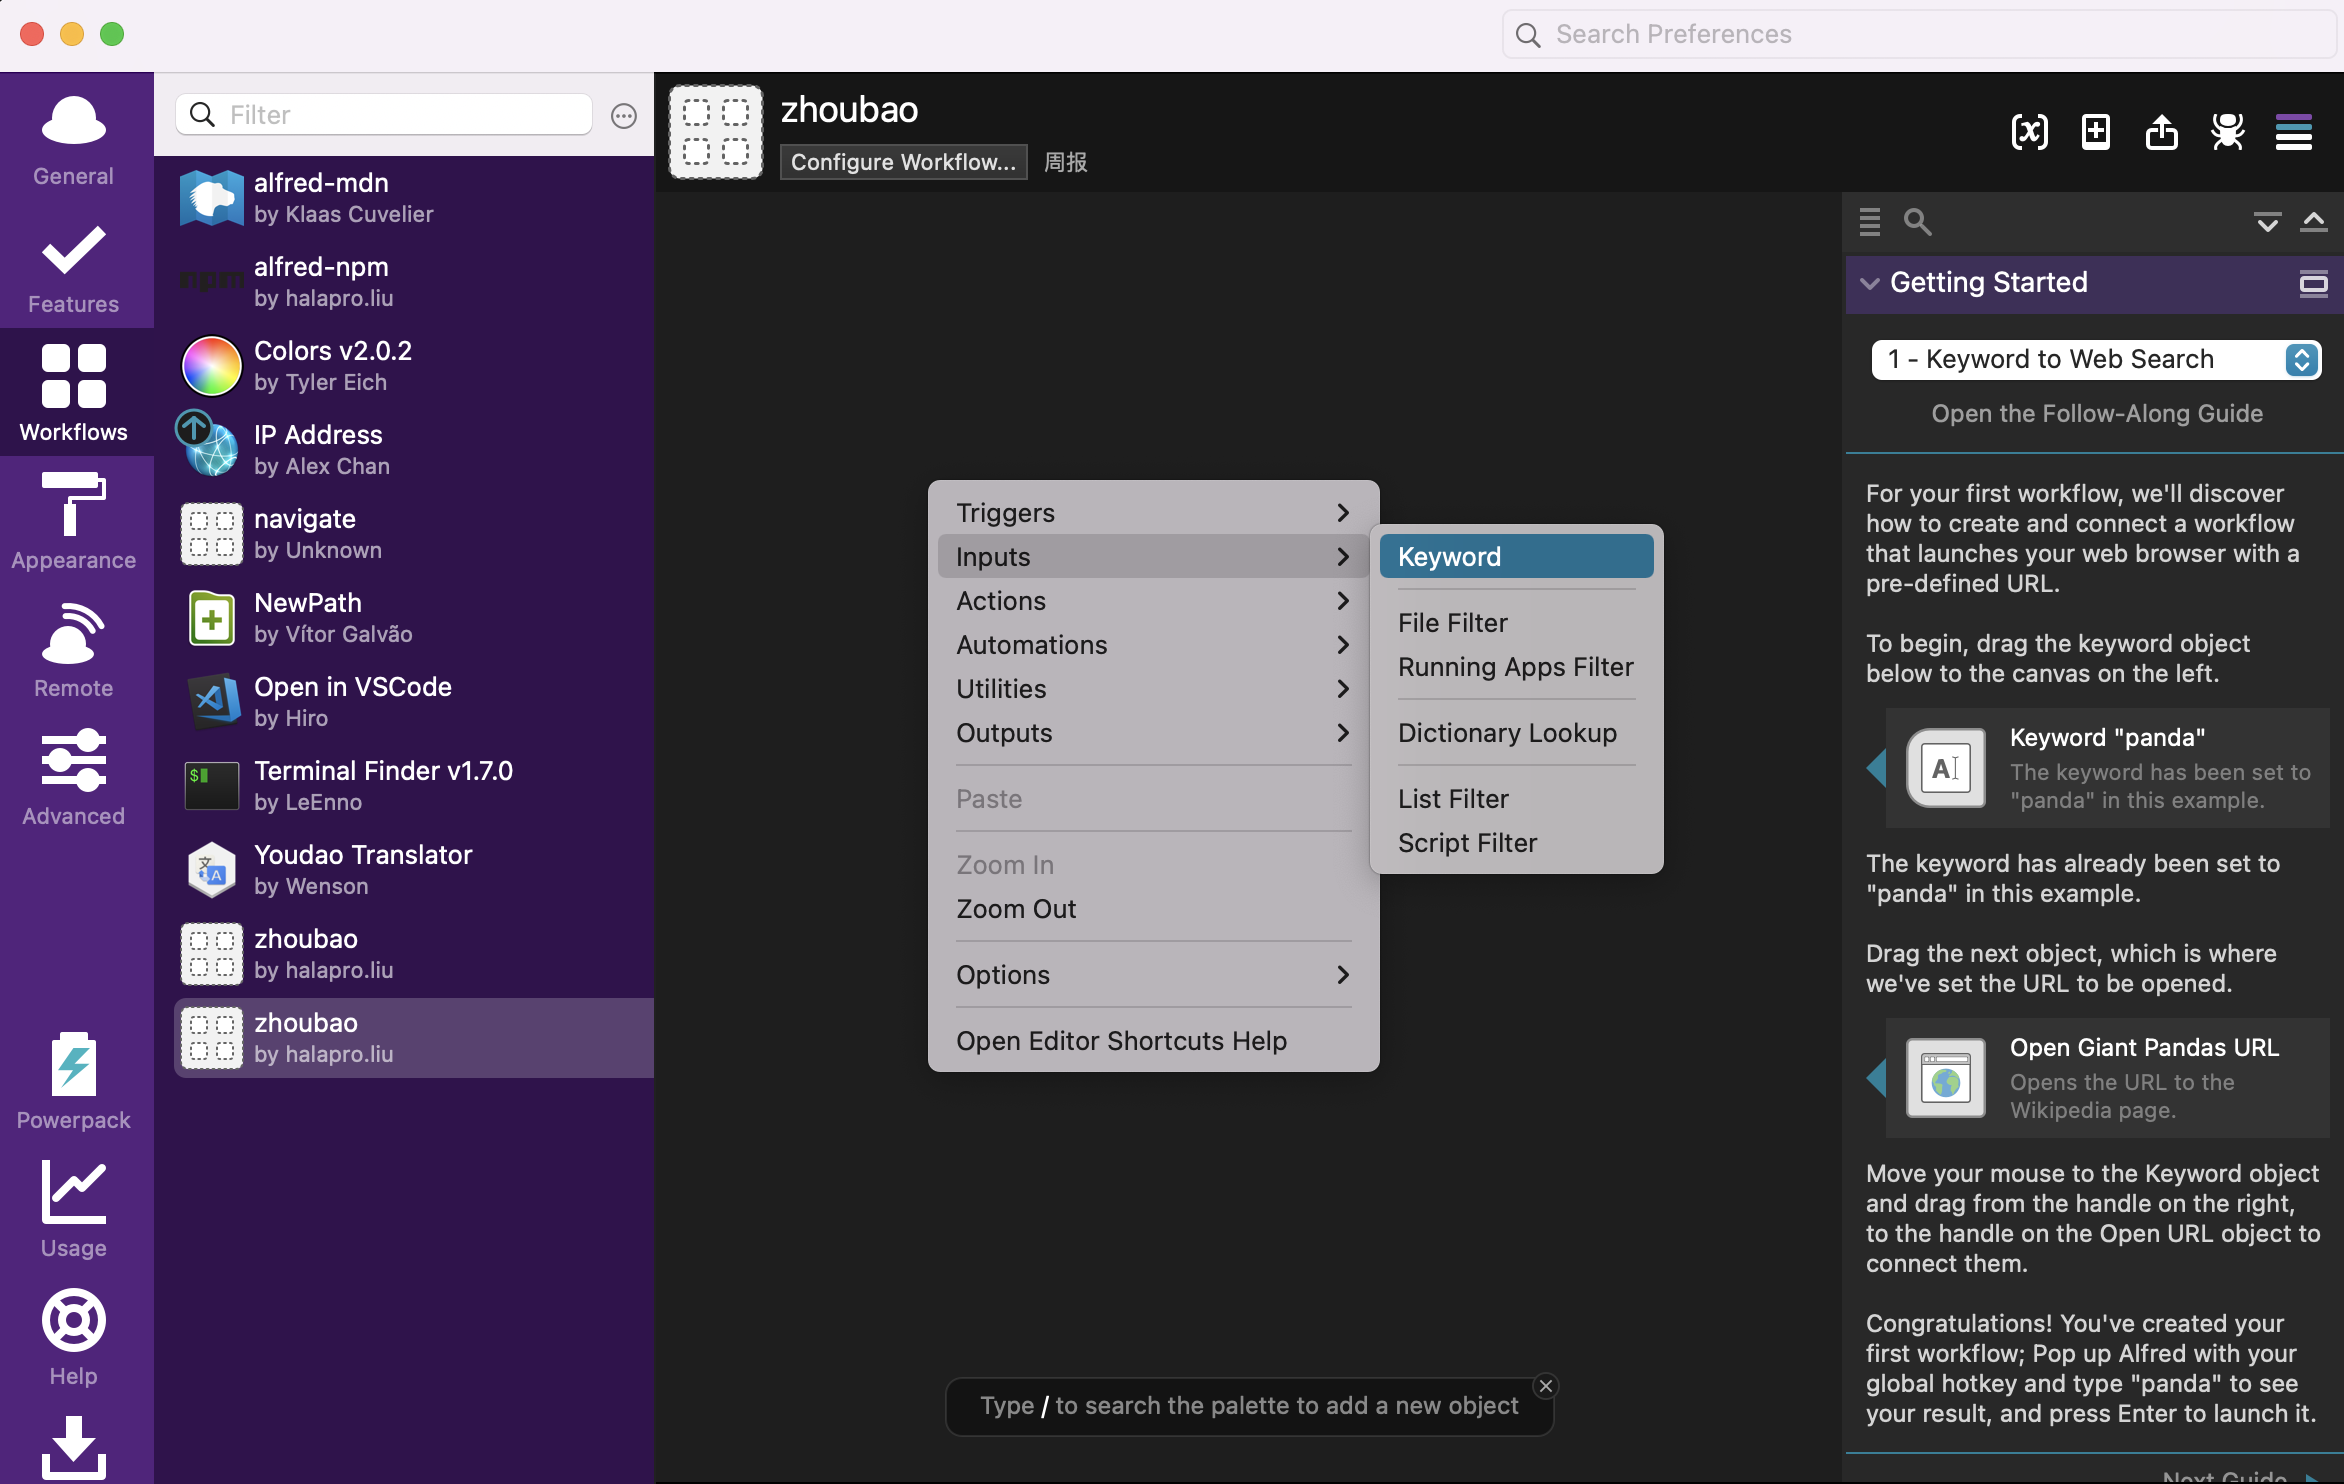 Search Preferences
General
Features
Workflows
Appearance
Remote
Advanced
Powerpack
Usage
Help
Filter
alfred-mdn
by Klaas Cuvelier
npm
alfred-npm
by halapro.liu
Colors v2.0.2
by Tyler Eich
IP Address
by Alex Chan
navigate
by Unknown
NewPath
by Vítor Galvão
Open in VSCode
by Hiro
$
Terminal Finder v1.7.0
by LeEnno
文
A
Youdao Translator
by Wenson
zhoubao
by halapro.liu
zhoubao
by halapro.liu
zhoubao
Configure Workflow...
周报
{x}
Triggers
Inputs
Actions
Automations
Utilities
Outputs
Paste
Zoom In
Zoom Out
Options
Open Editor Shortcuts Help
Keyword
File Filter
Running Apps Filter
Dictionary Lookup
List Filter
Script Filter
Type / to search the palette to add a new object
Getting Started
1 - Keyword to Web Search
Open the Follow-Along Guide
For your first workflow, we'll discover
how to create and connect a workflow
that launches your web browser with a
pre-defined URL.
To begin, drag the keyword object
below to the canvas on the left.
A
Keyword "panda"
The keyword has been set to
"panda" in this example.
The keyword has already been set to
"panda" in this example.
Drag the next object, which is where
we've set the URL to be opened.
Open Giant Pandas URL
Opens the URL to the
Wikipedia page.
Move your mouse to the Keyword object
and drag from the handle on the right,
to the handle on the Open URL object to
connect them.
Congratulations! You've created your
first workflow; Pop up Alfred with your
global hotkey and type "panda" to see
your result, and press Enter to launch it.
Next Guide